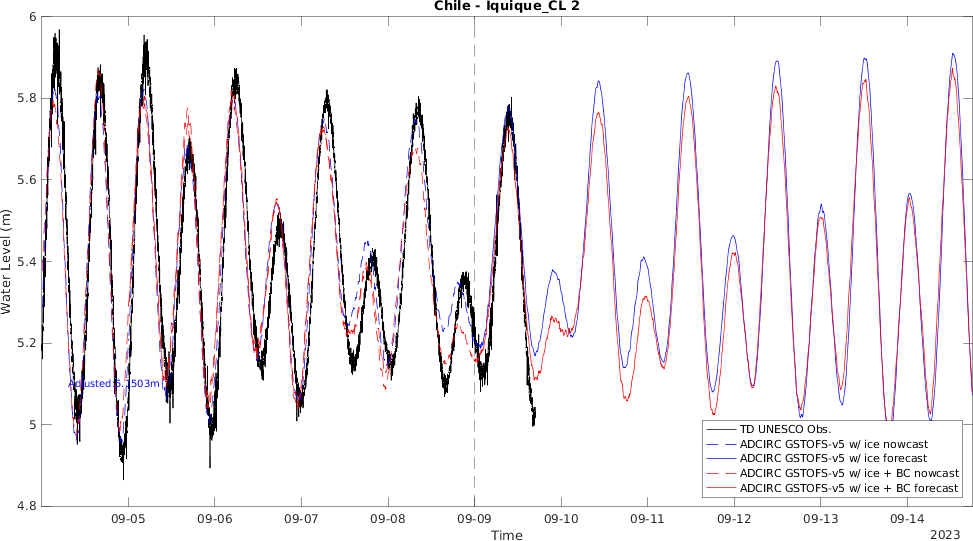 Chile - Iquique_CL 2
6
5.8
5.6
5.4
5.2
5
4.8
Water Level (m)
Adjusted:5.1503m
TD UNESCO Obs.
ADCIRC GSTOFS-v5 w/ ice nowcast
ADCIRC GSTOFS-v5 w/ ice forecast
ADCIRC GSTOFS-v5 w/ ice + BC nowcast
ADCIRC GSTOFS-v5 w/ ice + BC forecast
09-05 09-06 09-07 09-08 09-09 09-10 09-11 09-12 09-13 09-14
Time
2023